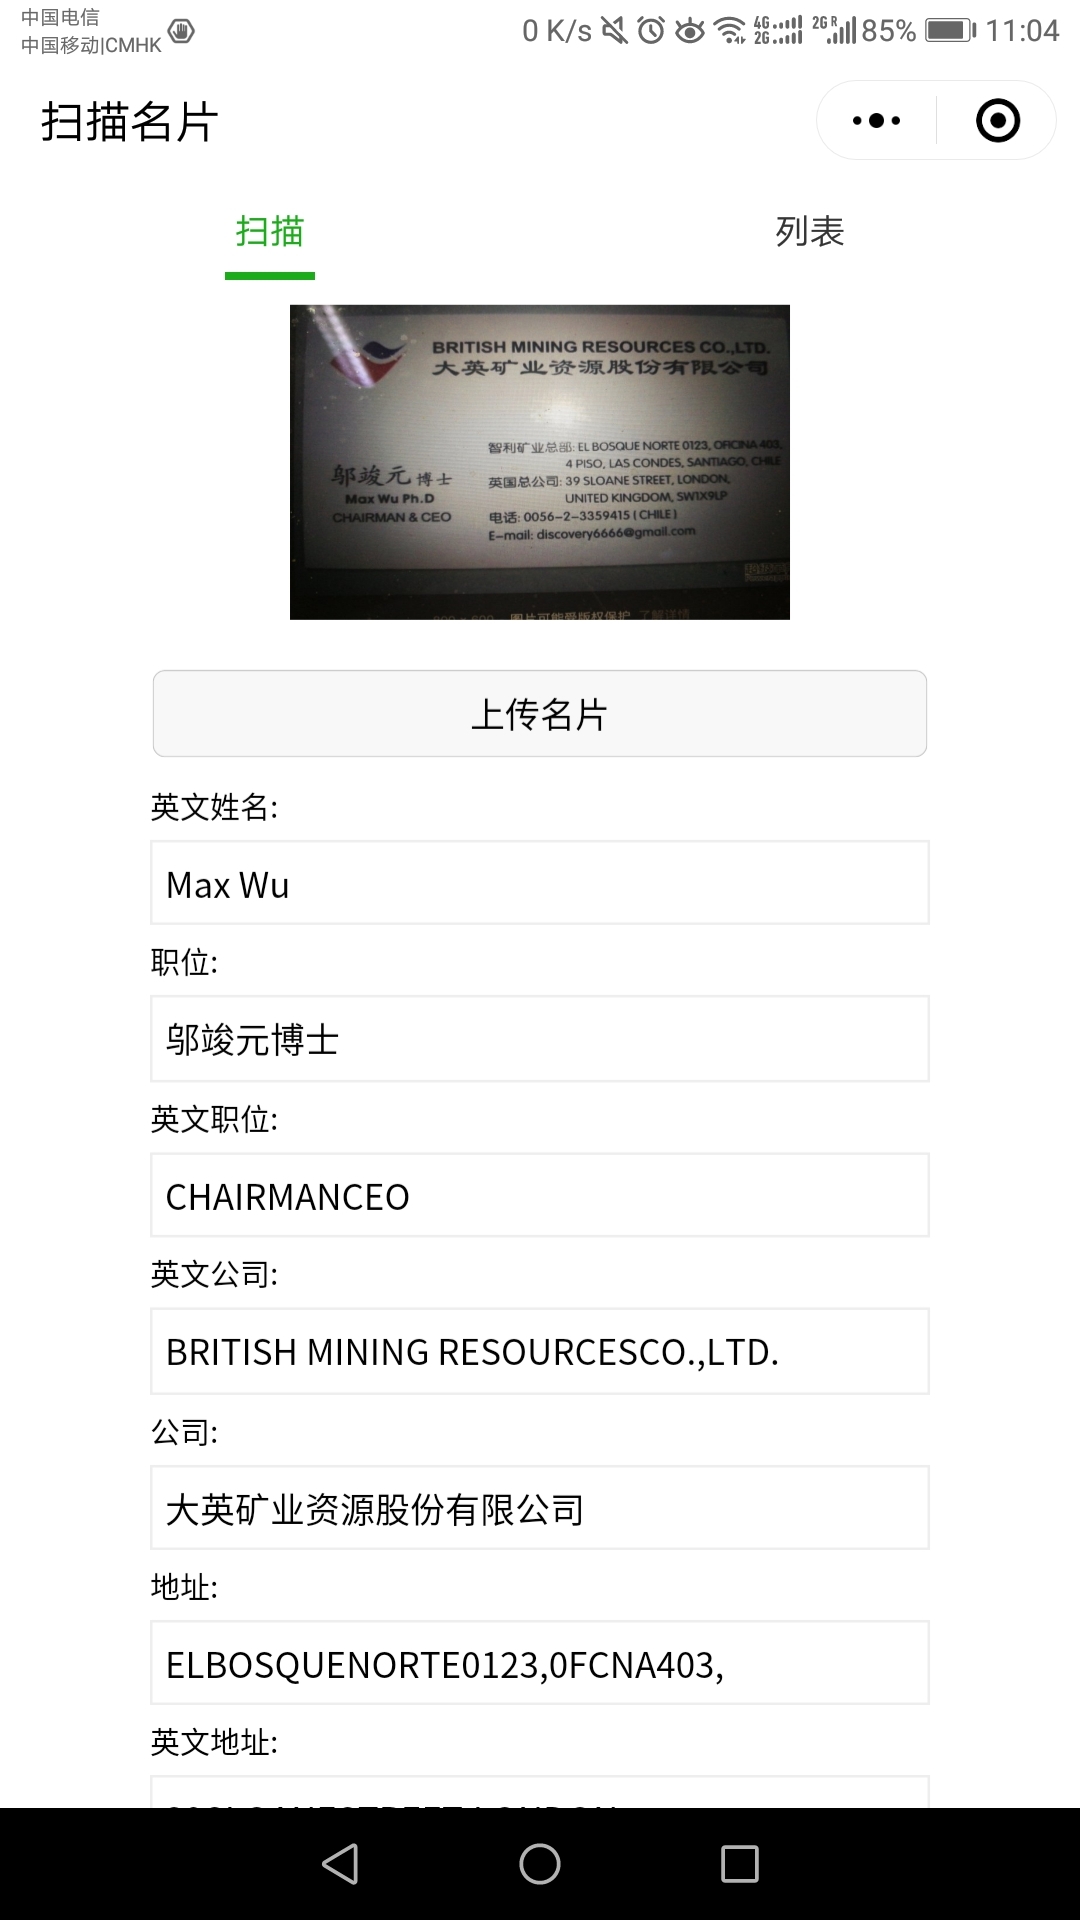 中国电信
中国移动|CMHK
0 K/s
4G
2G
2G R
85%
11:04
扫描名片
扫描
列表
BRITISH MINING RESOURCES CO.,LTD.
大英矿业资源股份有限公司
智利矿业总部: EL BOSQUE NORTE 0123, OFICINA 403,
4 PISO, LAS CONDES, SANTIAGO, CHILE
邬竣元 博士
英国总公司: 39 SLOANE STREET, LONDON,
Max Wu Ph.D
UNITED KINGDOM, SW1X9LP
CHAIRMAN & CEO
电话: 0056-2-3359415 ( CHILE )
E-mail: discovery6666@gmail.com
图片可能受版权保护 了解详情
上传名片
英文姓名:
Max Wu
职位:
邬竣元博士
英文职位:
CHAIRMANCEO
英文公司:
BRITISH MINING RESOURCESCO.,LTD.
公司:
大英矿业资源股份有限公司
地址:
ELBOSQUENORTE0123,0FCNA403,
英文地址: